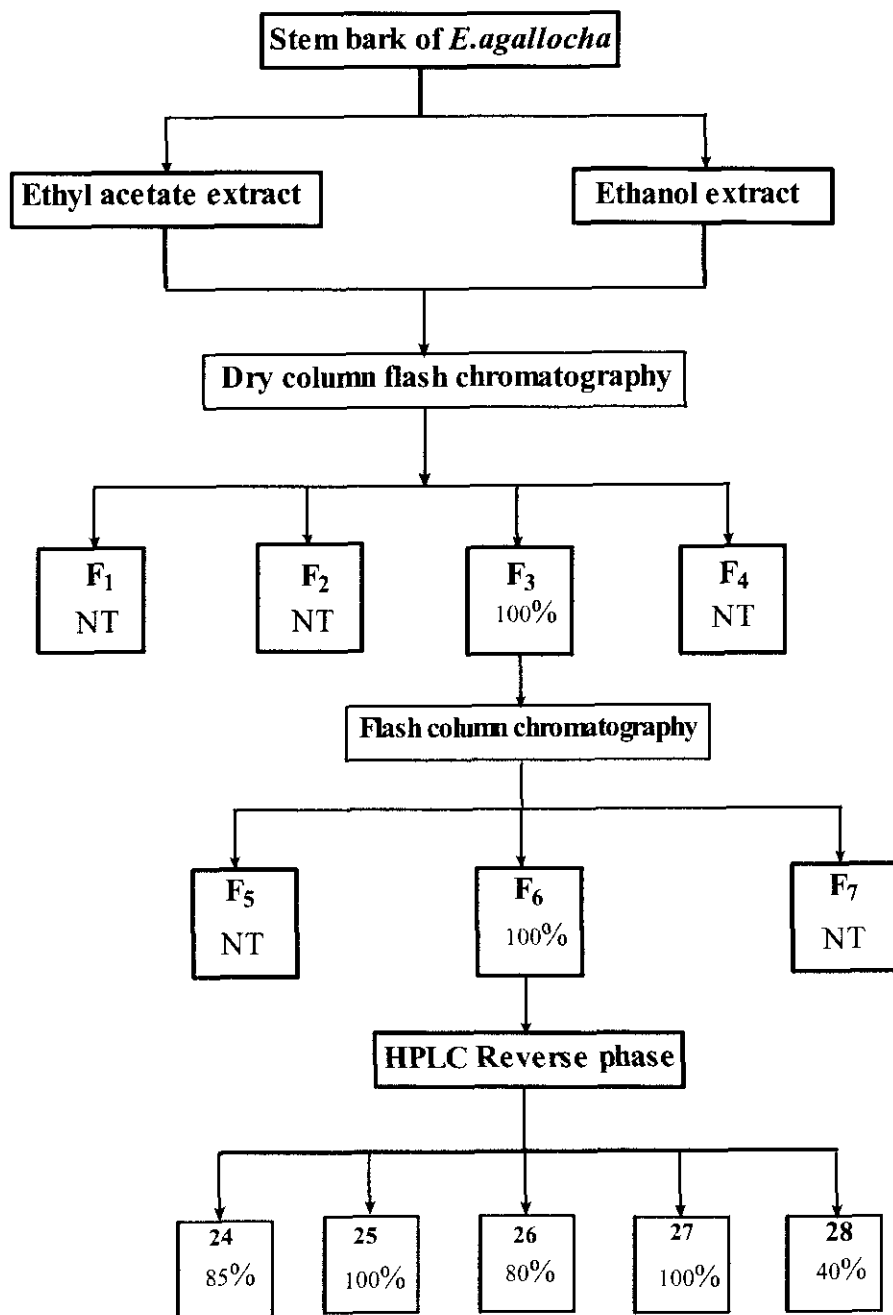 Stem bark of E.agallocha
Ethyl acetate extract
Ethanol extract
Dry column flash chromatography
F1
NT
F2
NT
F3
100%
F4
NT
Flash column chromatography
F5
NT
F6
100%
F7
NT
HPLC Reverse phase
24
85%
25
100%
26
80%
27
100%
28
40%